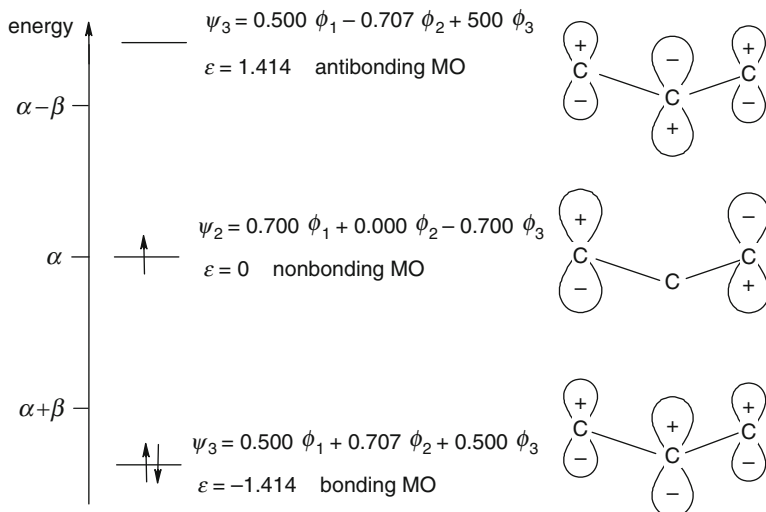 energy
ψ₃ = 0.500 ϕ₁ − 0.707 ϕ₂ + 500 ϕ₃
ε = 1.414 antibonding MO
α−β
+ − +
C C C
− + −
ψ₂ = 0.700 ϕ₁ + 0.000 ϕ₂ − 0.700 ϕ₃
α
ε = 0 nonbonding MO
+ −
C C C
− +
α+β
ψ₃ = 0.500 ϕ₁ + 0.707 ϕ₂ + 0.500 ϕ₃
ε = −1.414 bonding MO
+ + +
C C C
− − −